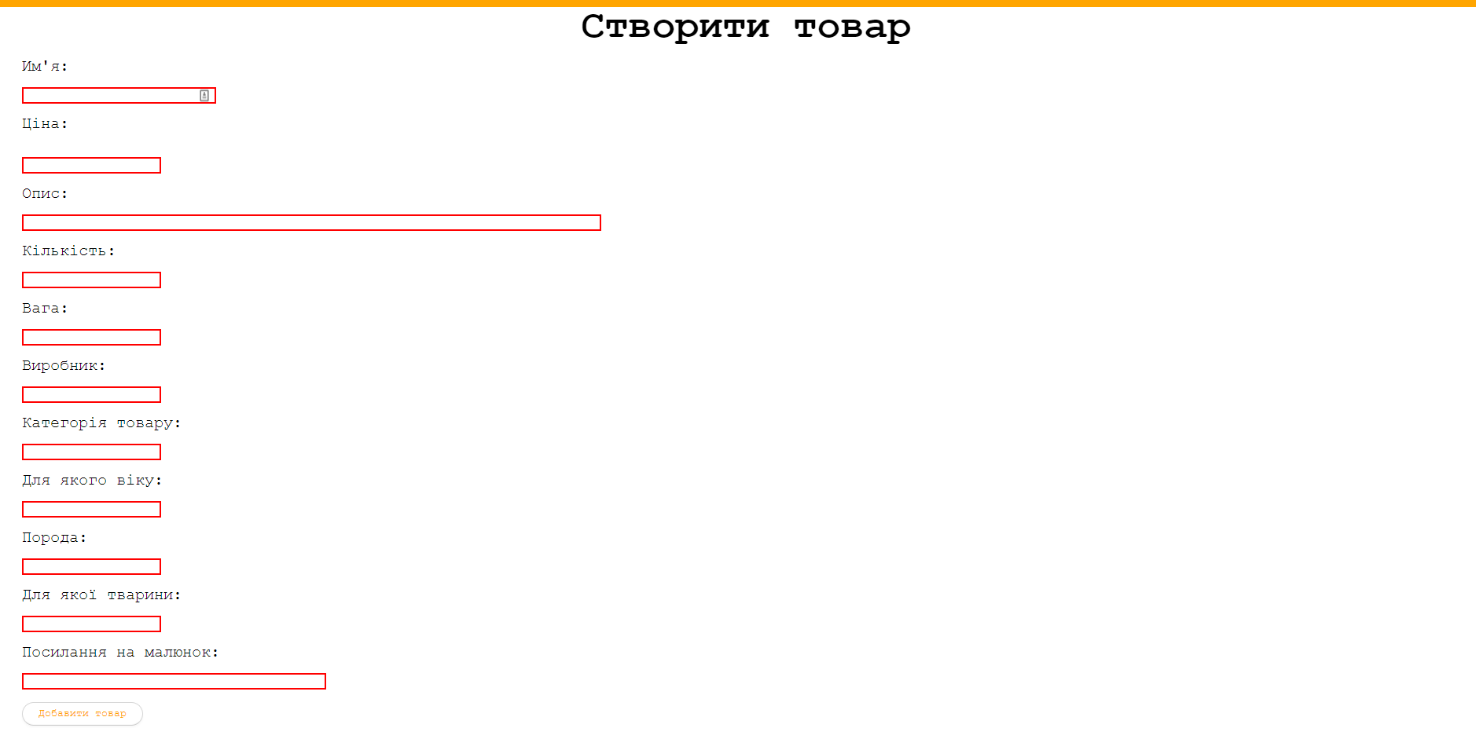 Створити товар
Им'я:
Ціна:
Опис:
Кількість:
Вага:
Виробник:
Категорія товару:
Для якого віку:
Порода:
Для якої тварини:
Посилання на малюнок:
Добавити товар